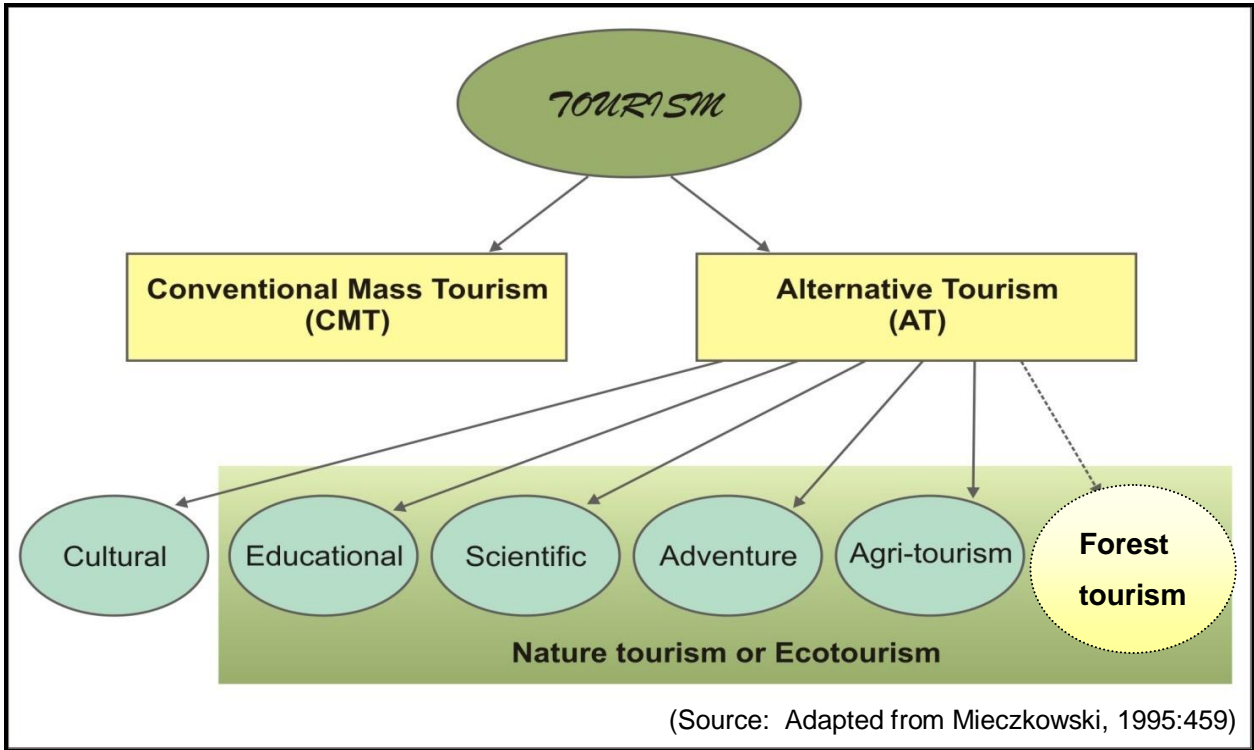 TOURISM
Conventional Mass Tourism
(CMT)
Alternative Tourism
(AT)
Cultural
Educational
Scientific
Adventure
Agri-tourism
Forest
tourism
Nature tourism or Ecotourism
(Source: Adapted from Mieczkowski, 1995:459)